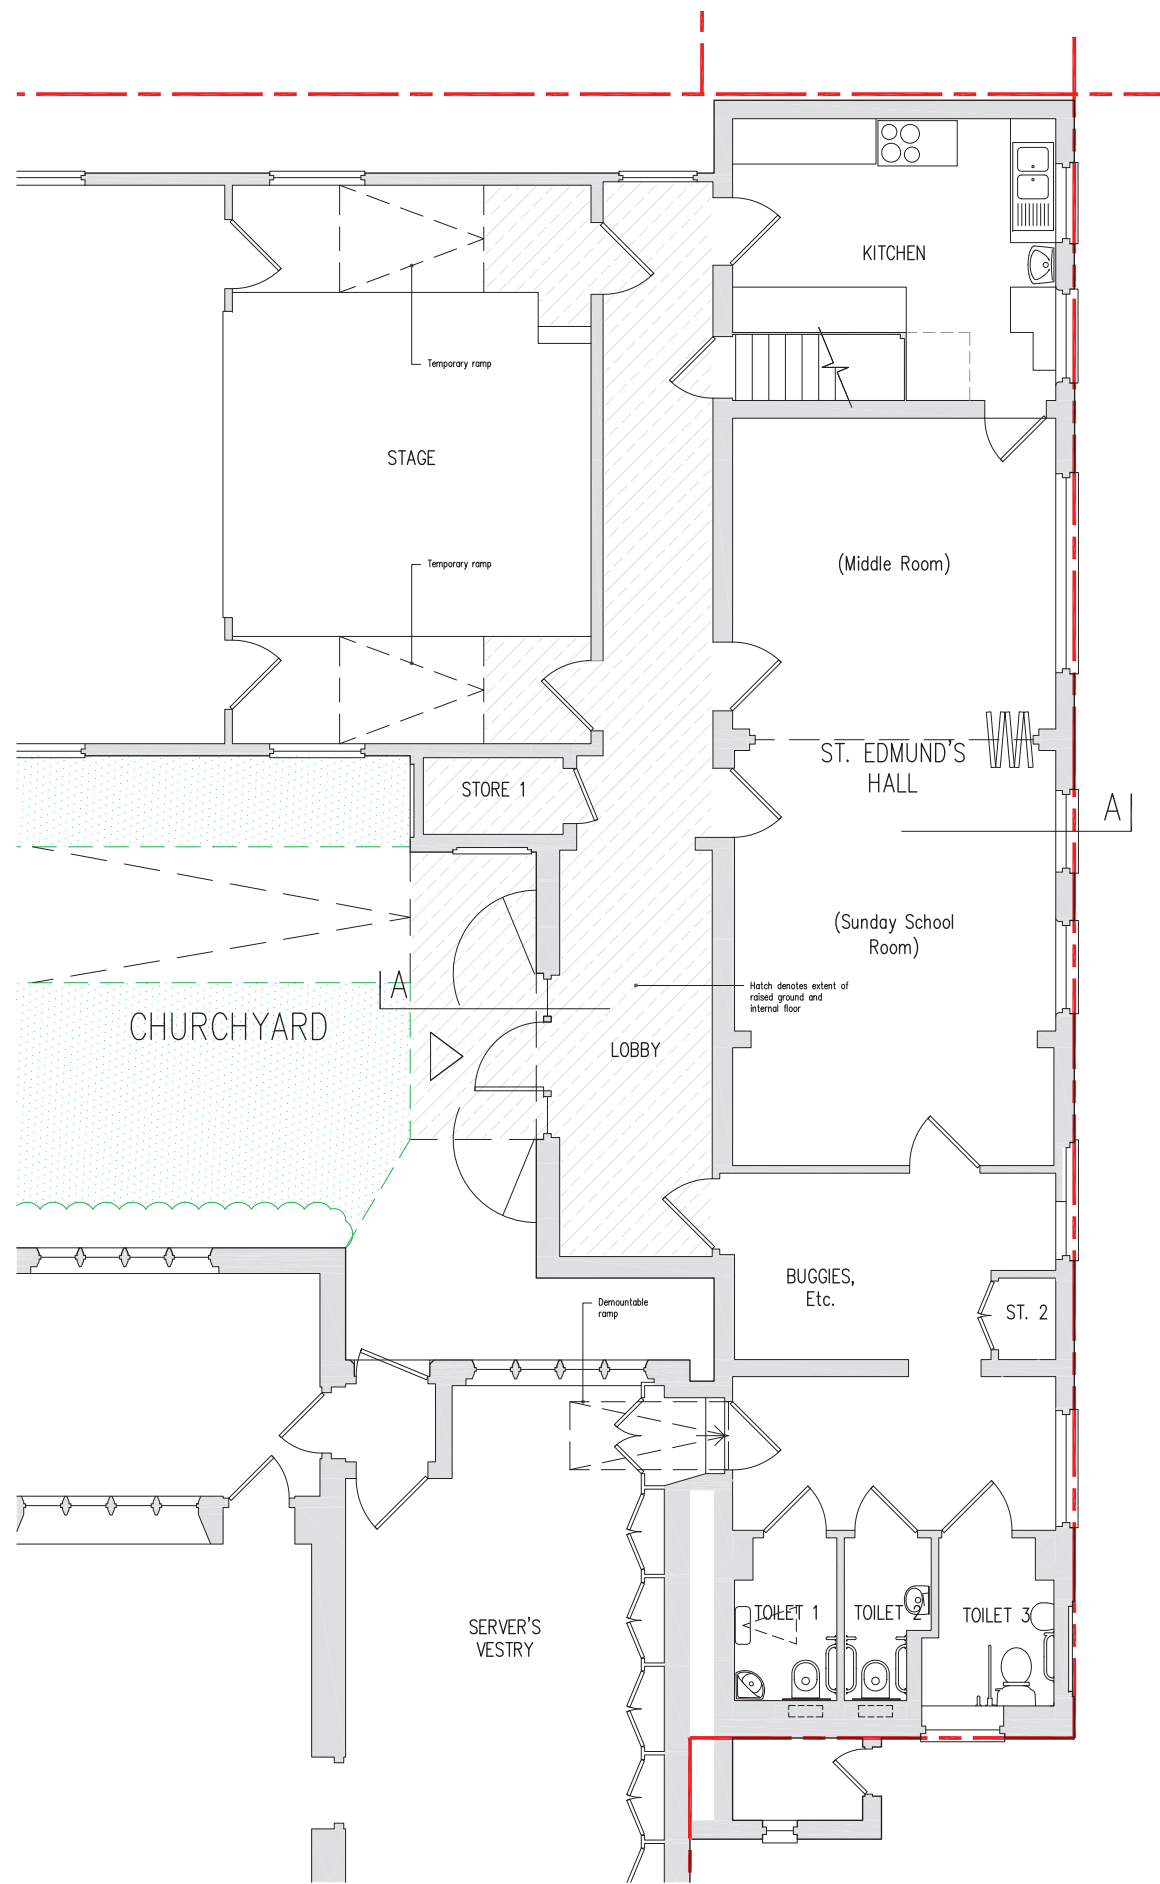 KITCHEN
Temporary ramp
STAGE
(Middle Room)
Temporary ramp
ST. EDMUND'S
HALL
STORE 1
A
(Sunday School
Room)
A
Hatch denotes extent of
raised ground and
internal floor
CHURCHYARD
LOBBY
BUGGIES,
Etc.
ST. 2
Demountable
ramp
TOILET 1
TOILET 2
TOILET 3
SERVER'S
VESTRY